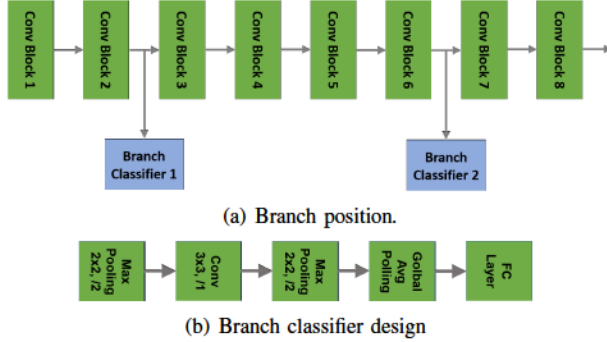 Conv Block 1
Conv Block 2
Conv Block 3
Conv Block 4
Conv Block 5
Conv Block 6
Conv Block 7
Conv Block 8
Branch
Classifier 1
Branch
Classifier 2
(a) Branch position.
Max
Pooling
2x2, /2
Conv
3x3, /1
Max
Pooling
2x2, /2
Golbal
Avg
Polling
FC
Layer
(b) Branch classifier design